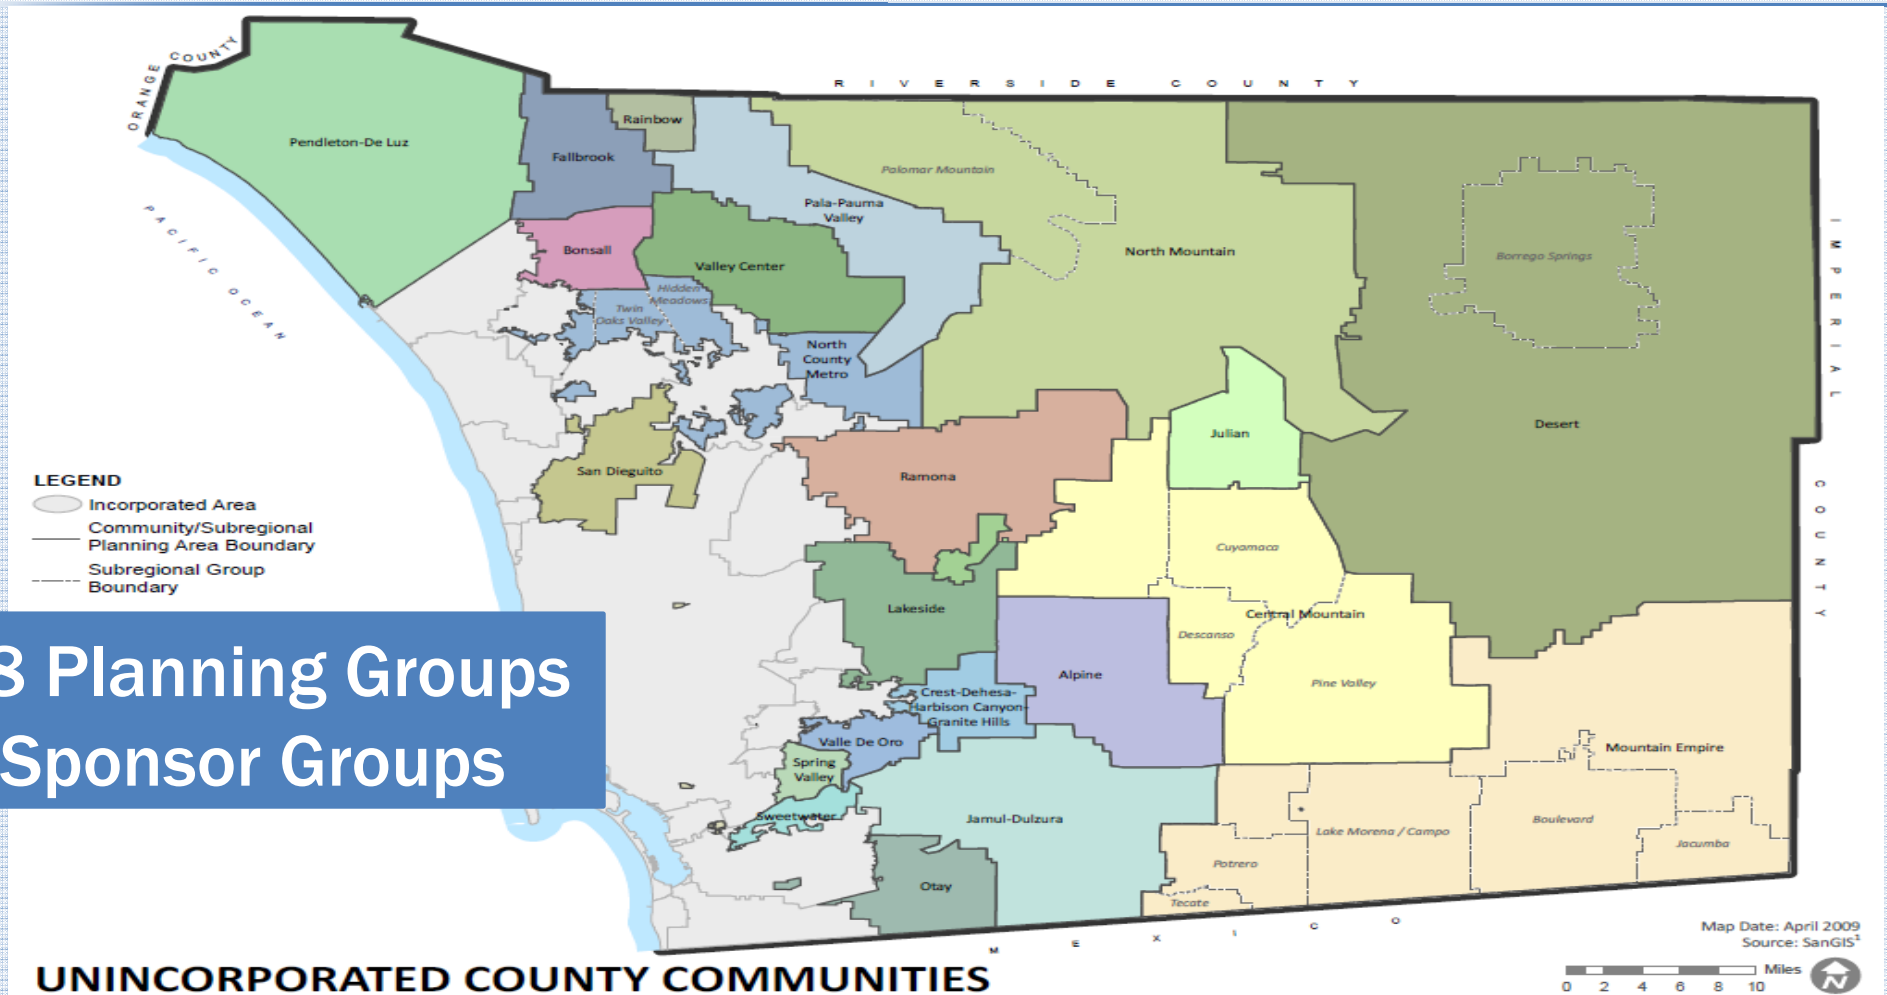 ORANGE COUNTY
RIVERSIDE COUNTY
Pendleton-De Luz
Fallbrook
Rainbow
Palomar Mountain
Pala-Pauma
Valley
PACIFIC OCEAN
Bonsall
Valley Center
North Mountain
Borrego Springs
IMPERIAL
COUNTY
Hidden
Meadows
Twin
Oaks Valley
North
County
Metro
Desert
Julian
San Dieguito
Ramona
LEGEND
Incorporated Area
Community/Subregional
Planning Area Boundary
Subregional Group
Boundary
Cuyamaca
Lakeside
Central Mountain
Descanso
8 Planning Groups
Sponsor Groups
Alpine
Pine Valley
Crest-Dehesa-
Harbison Canyon-
Granite Hills
Valle De Oro
Spring
Valley
Mountain Empire
Sweetwater
Jamul-Dulzura
Lake Morena / Campo
Boulevard
Jacumba
Potrero
Otay
Tecate
MEXICO
Map Date: April 2009
Source: SanGIS¹
UNINCORPORATED COUNTY COMMUNITIES
Miles
0 2 4 6 8 10
N